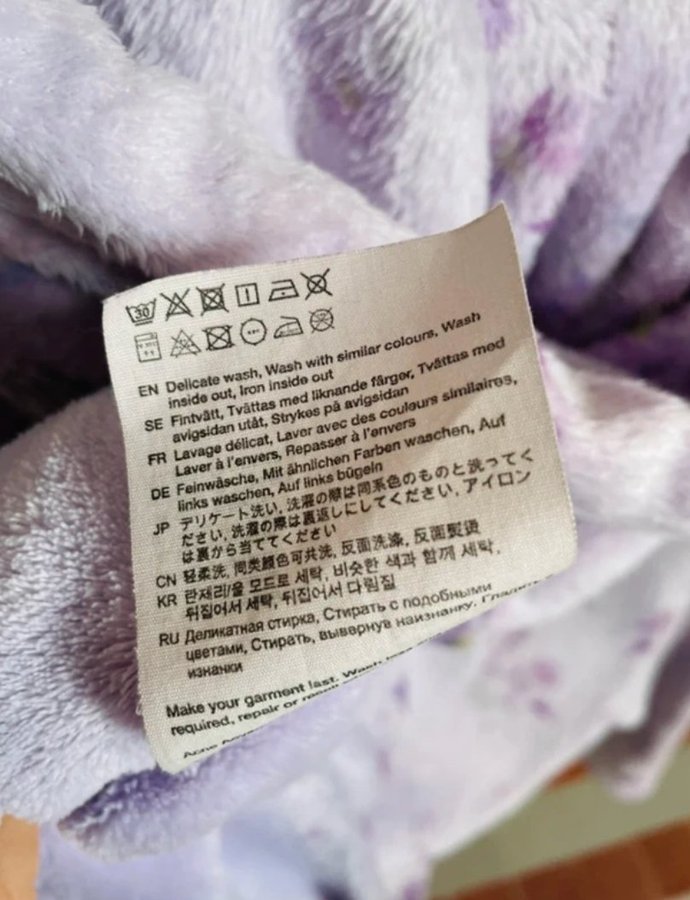 30
EN Delicate wash, Wash with similar colours, Wash
inside out, Iron inside out
SE Fintvätt, Tvättas med liknande färger, Tvättas med
avigsidan utåt, Strykes på avigsidan
FR Lavage délicat, Laver avec des couleurs similaires,
Laver à l'envers, Repasser à l'envers
DE Feinwäsche, Mit ähnlichen Farben waschen, Auf
links waschen, Auf links bügeln
JP デリケート洗い, 洗濯の際は同系色のものと洗ってく
ださい, 洗濯の際は裏返しにしてください, アイロン
は裏から当ててください
CN 轻柔洗, 同类颜色可共洗, 反面洗涤, 反面熨烫
KR 란제리/울 모드로 세탁, 비슷한 색과 함께 세탁,
뒤집어서 세탁, 뒤집어서 다림질
RU Деликатная стирка, Стирать с подобными
цветами, Стирать, вывернув наизнанку,
изнанки
Make your garment last. Wash
required, repair or